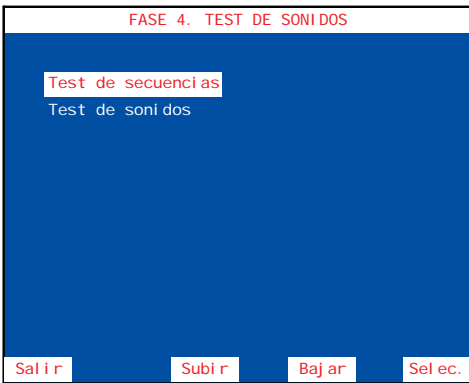 FASE 4. TEST DE SONIDOS
Test de secuencias
Test de sonidos
Salir Subir Bajar Selec.